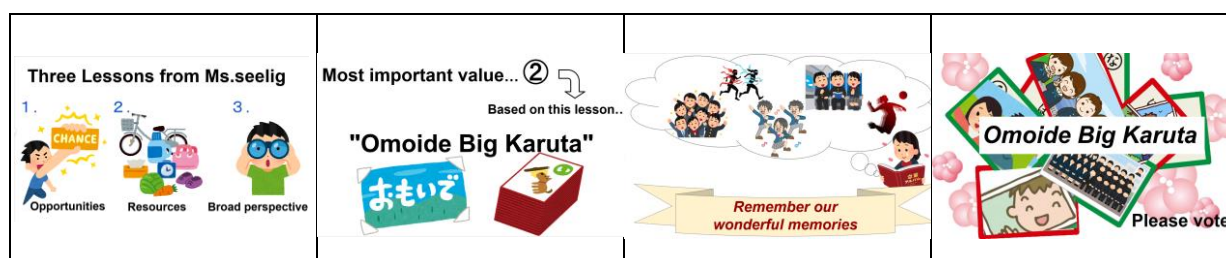 Three Lessons from Ms.seelig
1.
2.
3.
CHANCE
Opportunities
Resources
Broad perspective
Most important value... ②
Based on this lesson..
"Omoide Big Karuta"
おもいで
Remember our
wonderful memories
Omoide Big Karuta
Please vote